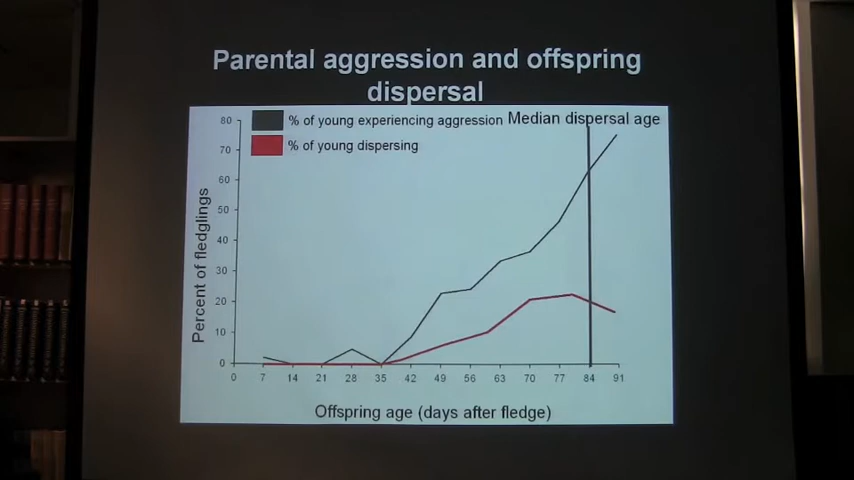 Parental aggression and offspring
dispersal
% of young experiencing aggression
Median dispersal age
% of young dispersing
Percent of fledglings
80
70
60
50
40
30
20
10
0
0 7 14 21 28 35 42 49 56 63 70 77 84 91
Offspring age (days after fledge)